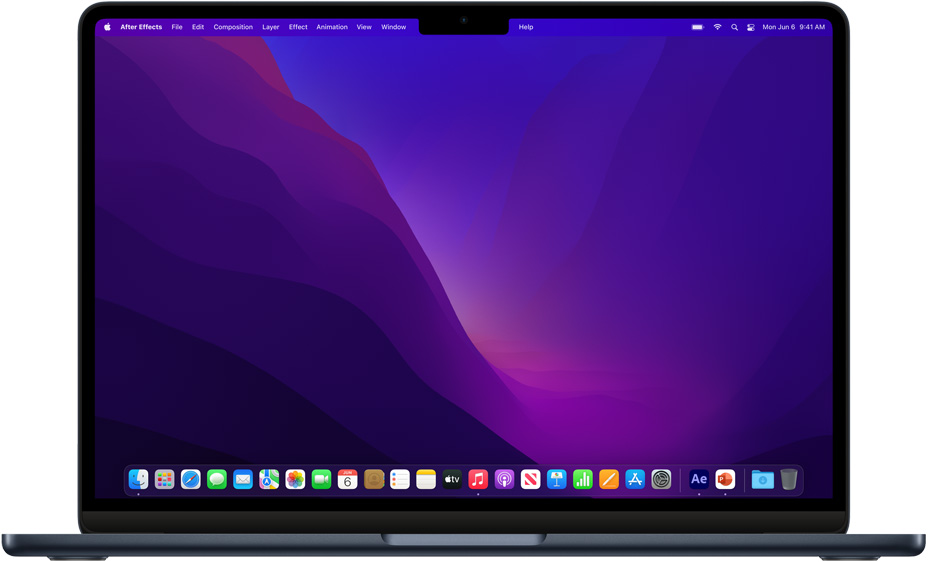 After Effects File Edit Composition Layer Effect Animation View Window Help Mon Jun 6 9:41 AM
JUN
6
tv
Ae
P